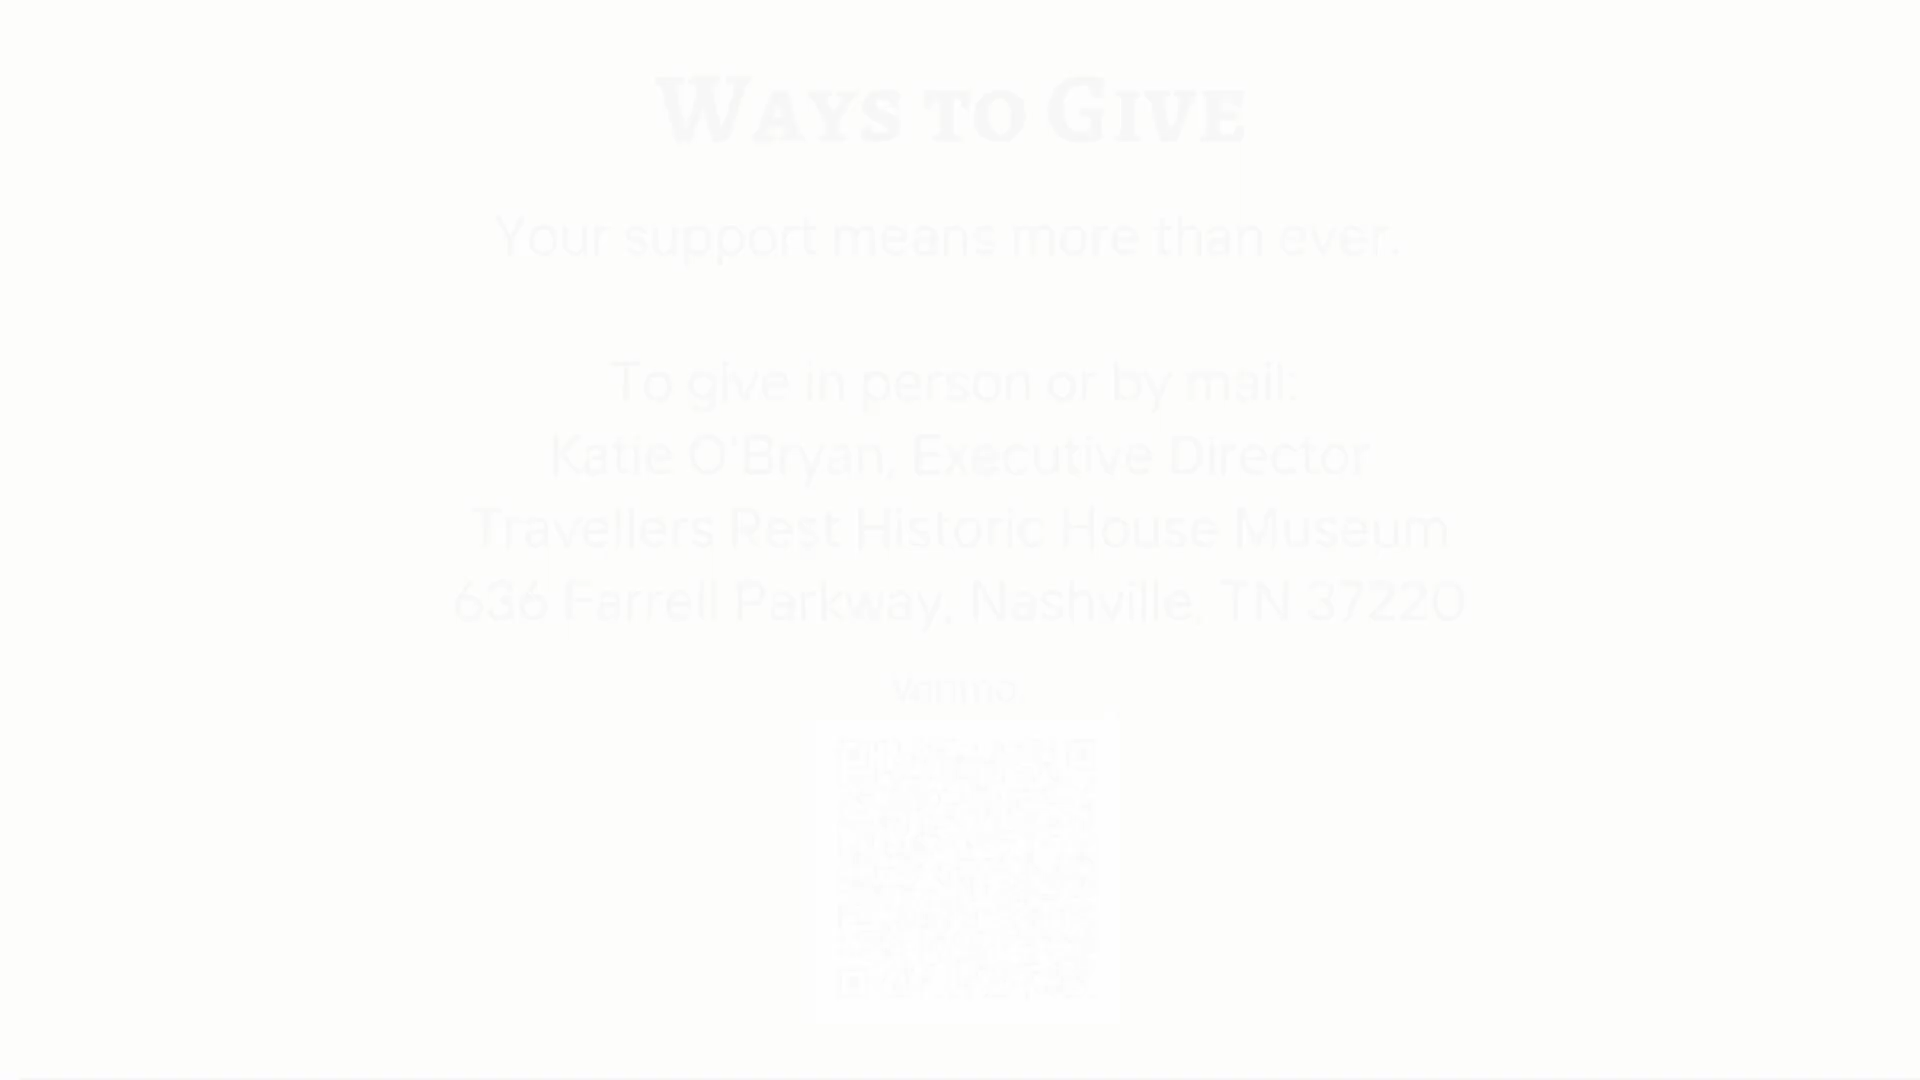 Ways to Give
Your support means more than ever.
To give in person or by mail:
Katie O'Bryan, Executive Director
Travellers Rest Historic House Museum
636 Farrell Parkway, Nashville, TN 37220
Venmo: